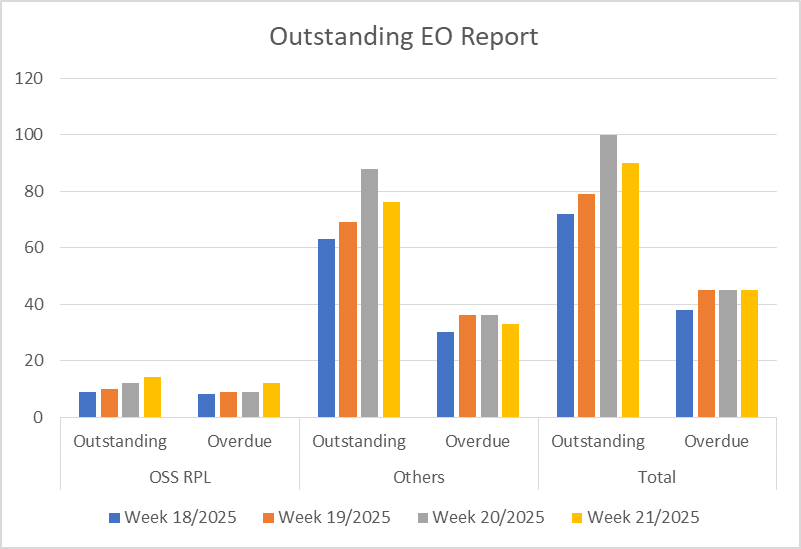 Outstanding EO Report
120
100
80
60
40
20
0
Outstanding Overdue Outstanding Overdue Outstanding Overdue
OSS RPL Others Total
Week 18/2025 Week 19/2025 Week 20/2025 Week 21/2025